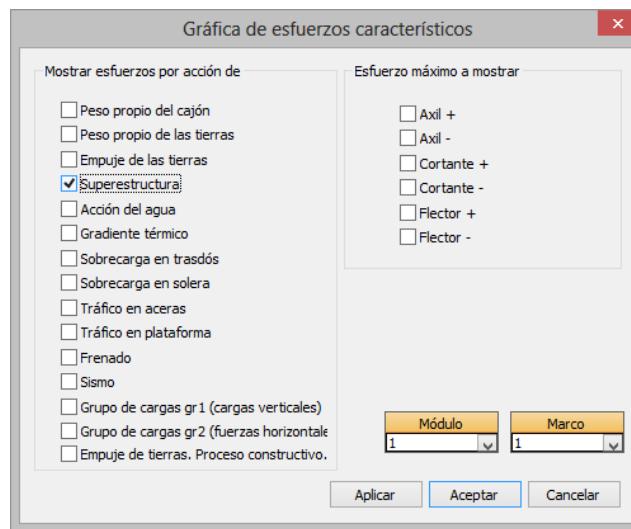 Gráfica de esfuerzos característicos
Mostrar esfuerzos por acción de
Peso propio del cajón
Peso propio de las tierras
Empuje de las tierras
Superestructura
Acción del agua
Gradiente térmico
Sobrecarga en trasdós
Sobrecarga en solera
Tráfico en aceras
Tráfico en plataforma
Frenado
Sismo
Grupo de cargas gr1 (cargas verticales)
Grupo de cargas gr2 (fuerzas horizontale
Empuje de tierras. Proceso constructivo.
Esfuerzo máximo a mostrar
Axil +
Axil -
Cortante +
Cortante -
Flector +
Flector -
Módulo
1
Marco
1
Aplicar
Aceptar
Cancelar